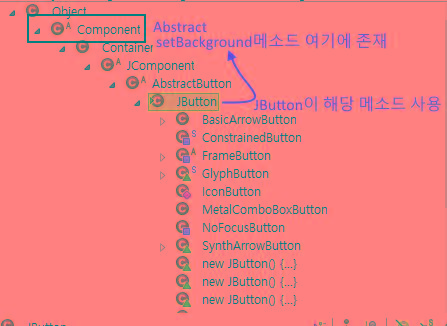 Object
Component
Abstract
setBackground메소드 여기에 존재
Container
JComponent
AbstractButton
JButton
JButton이 해당 메소드 사용
BasicArrowButton
ConstrainedButton
FrameButton
GlyphButton
IconButton
MetalComboBoxButton
NoFocusButton
SynthArrowButton
new JButton() {...}
new JButton() {...}
new JButton() {...}